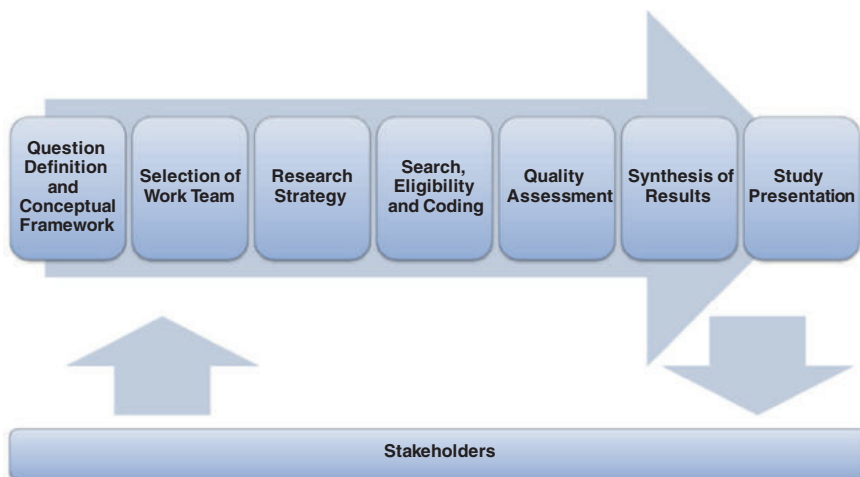 Question
Definition
and
Conceptual
Framework
Selection of
Work Team
Research
Strategy
Search,
Eligibility
and Coding
Quality
Assessment
Synthesis of
Results
Study
Presentation
Stakeholders